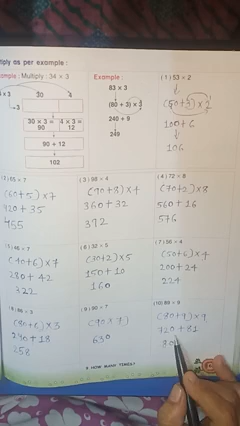 tiply as per example :
ample : Multiply : 34 × 3
30 4
30 × 3 = 4 × 3 =
90 12
90 + 12
102
Example :
83 × 3
(80 + 3) × 3
240 + 9
249
(1) 53 × 2
(50+3)×2
100+6
106
(2) 65 × 7
(60+5)×7
420+35
455
(3) 98 × 4
(90+8)×4
360+32
392
(4) 72 × 8
(70+2)×8
560+16
576
(5) 46 × 7
(40+6)×7
280+42
322
(6) 32 × 5
(30+2)×5
150+10
160
(7) 56 × 4
(50+6)×4
200+24
224
(8) 86 × 3
(80+6)×3
240+18
258
(9) 90 × 7
(90×7)
630
(10) 89 × 9
(80+9)×9
720+81
80
9 HOW MANY TIMES?